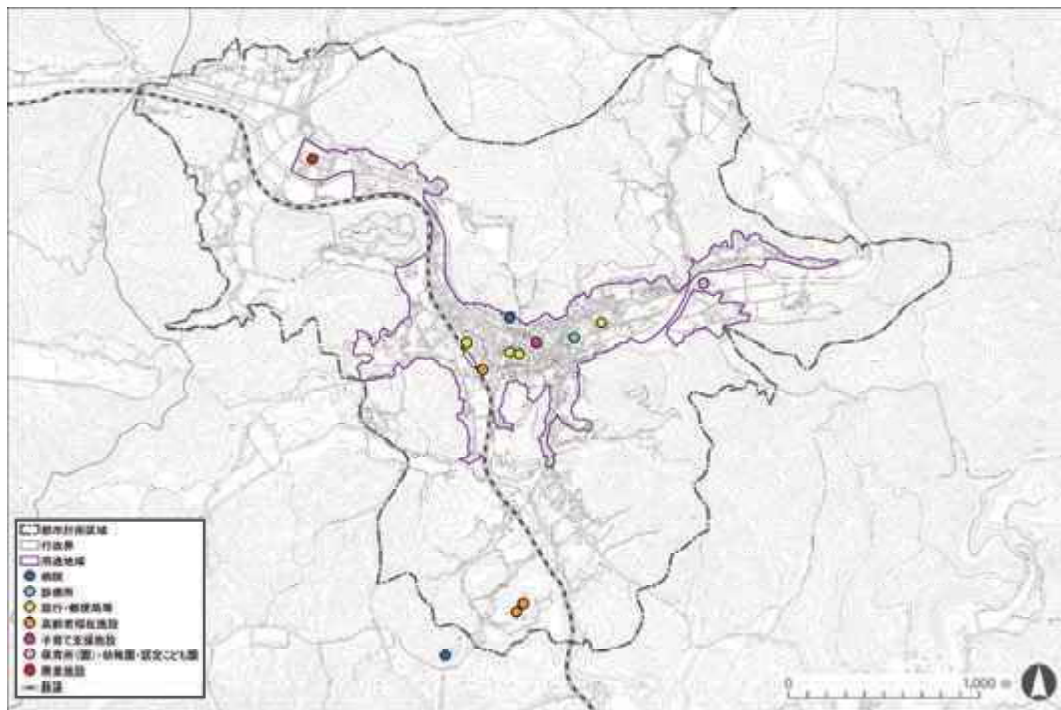 都市計画区域
行政界
用途地域
病院
診療所
銀行・郵便局等
高齢者福祉施設
子育て支援施設
保育所(園)・幼稚園・認定こども園
商業施設
鉄道
0 1,000 m